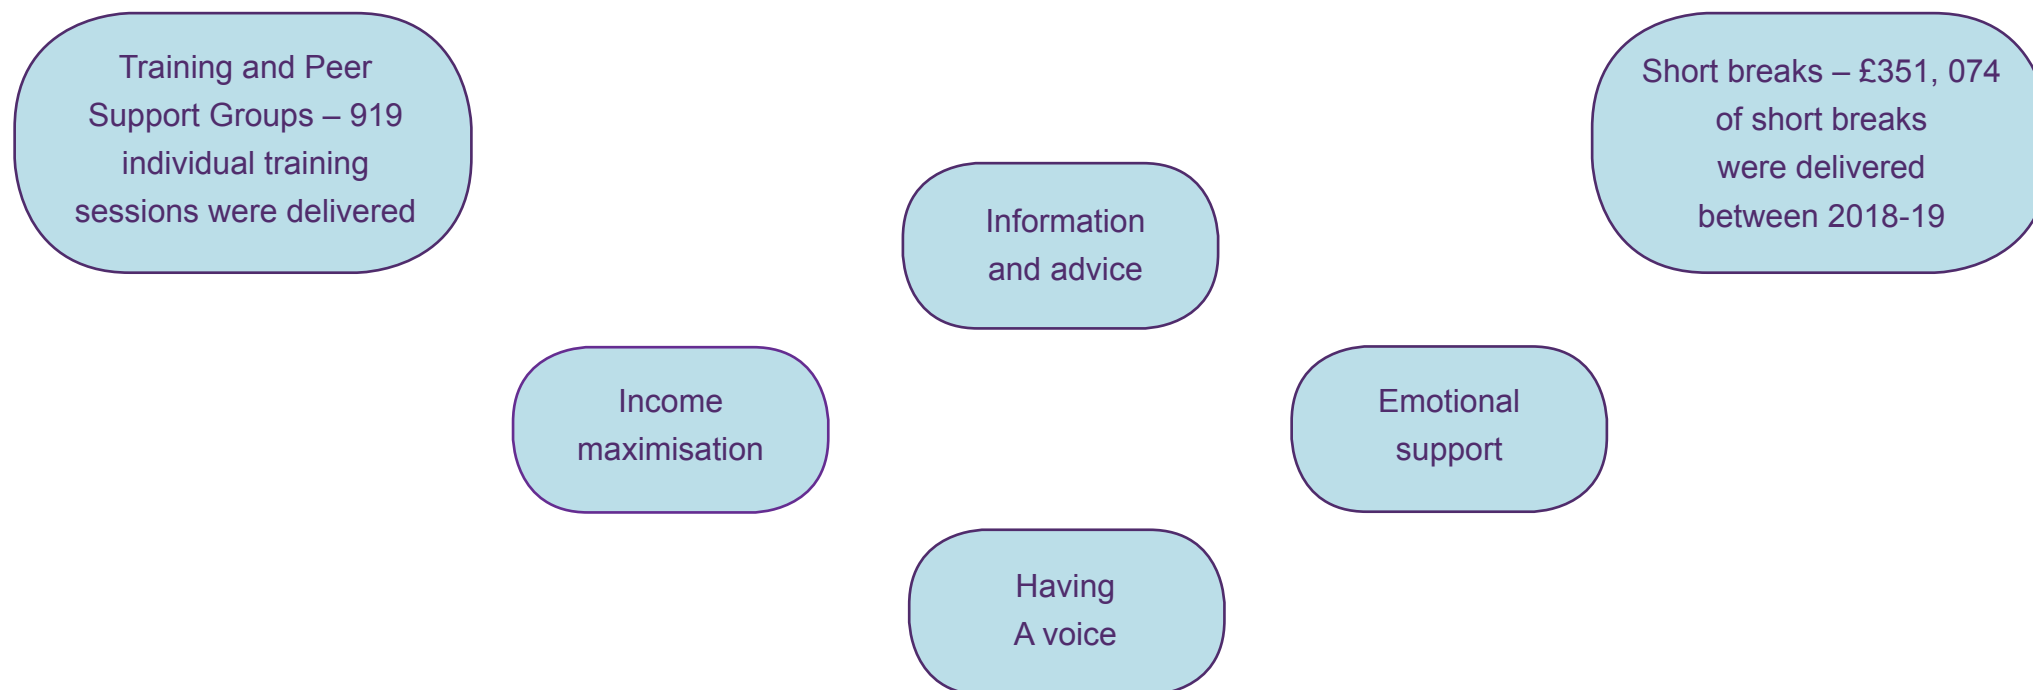 Training and Peer
Support Groups – 919
individual training
sessions were delivered
Short breaks – £351, 074
of short breaks
were delivered
between 2018-19
Information
and advice
Income
maximisation
Emotional
support
Having
A voice